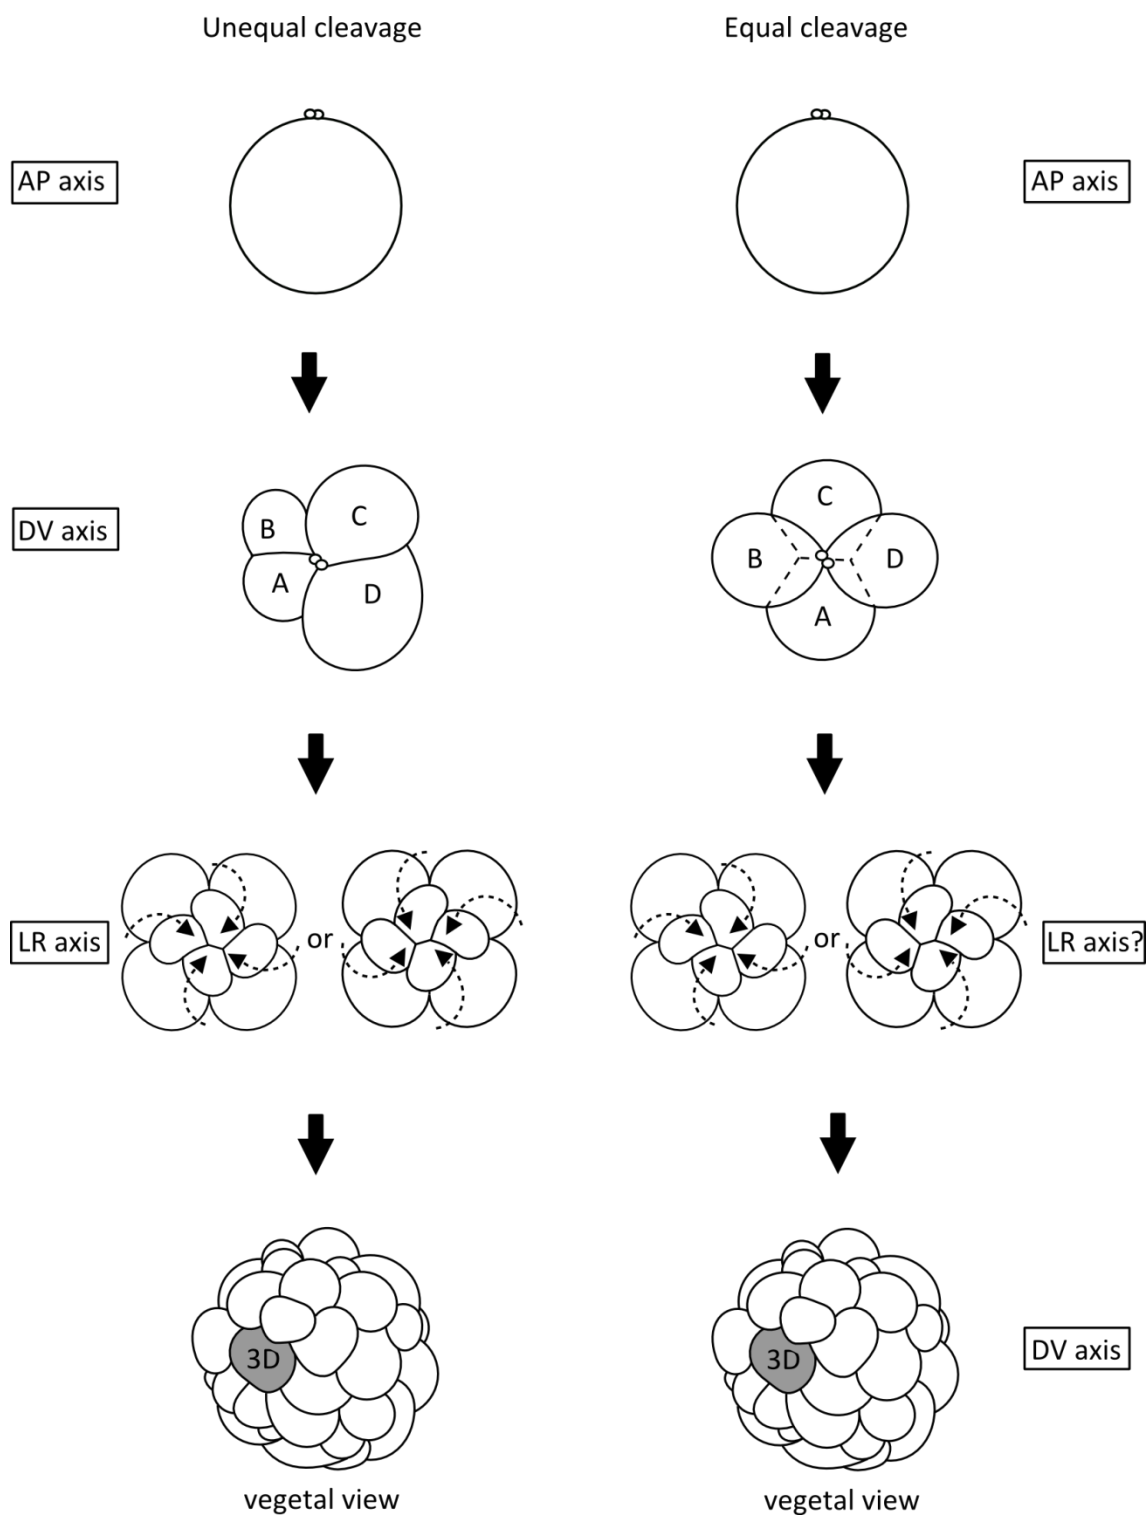 Unequal cleavage
Equal cleavage
AP axis
AP axis
DV axis
B
C
A
D
C
B
D
A
LR axis
or
or
LR axis?
3D
3D
DV axis
vegetal view
vegetal view